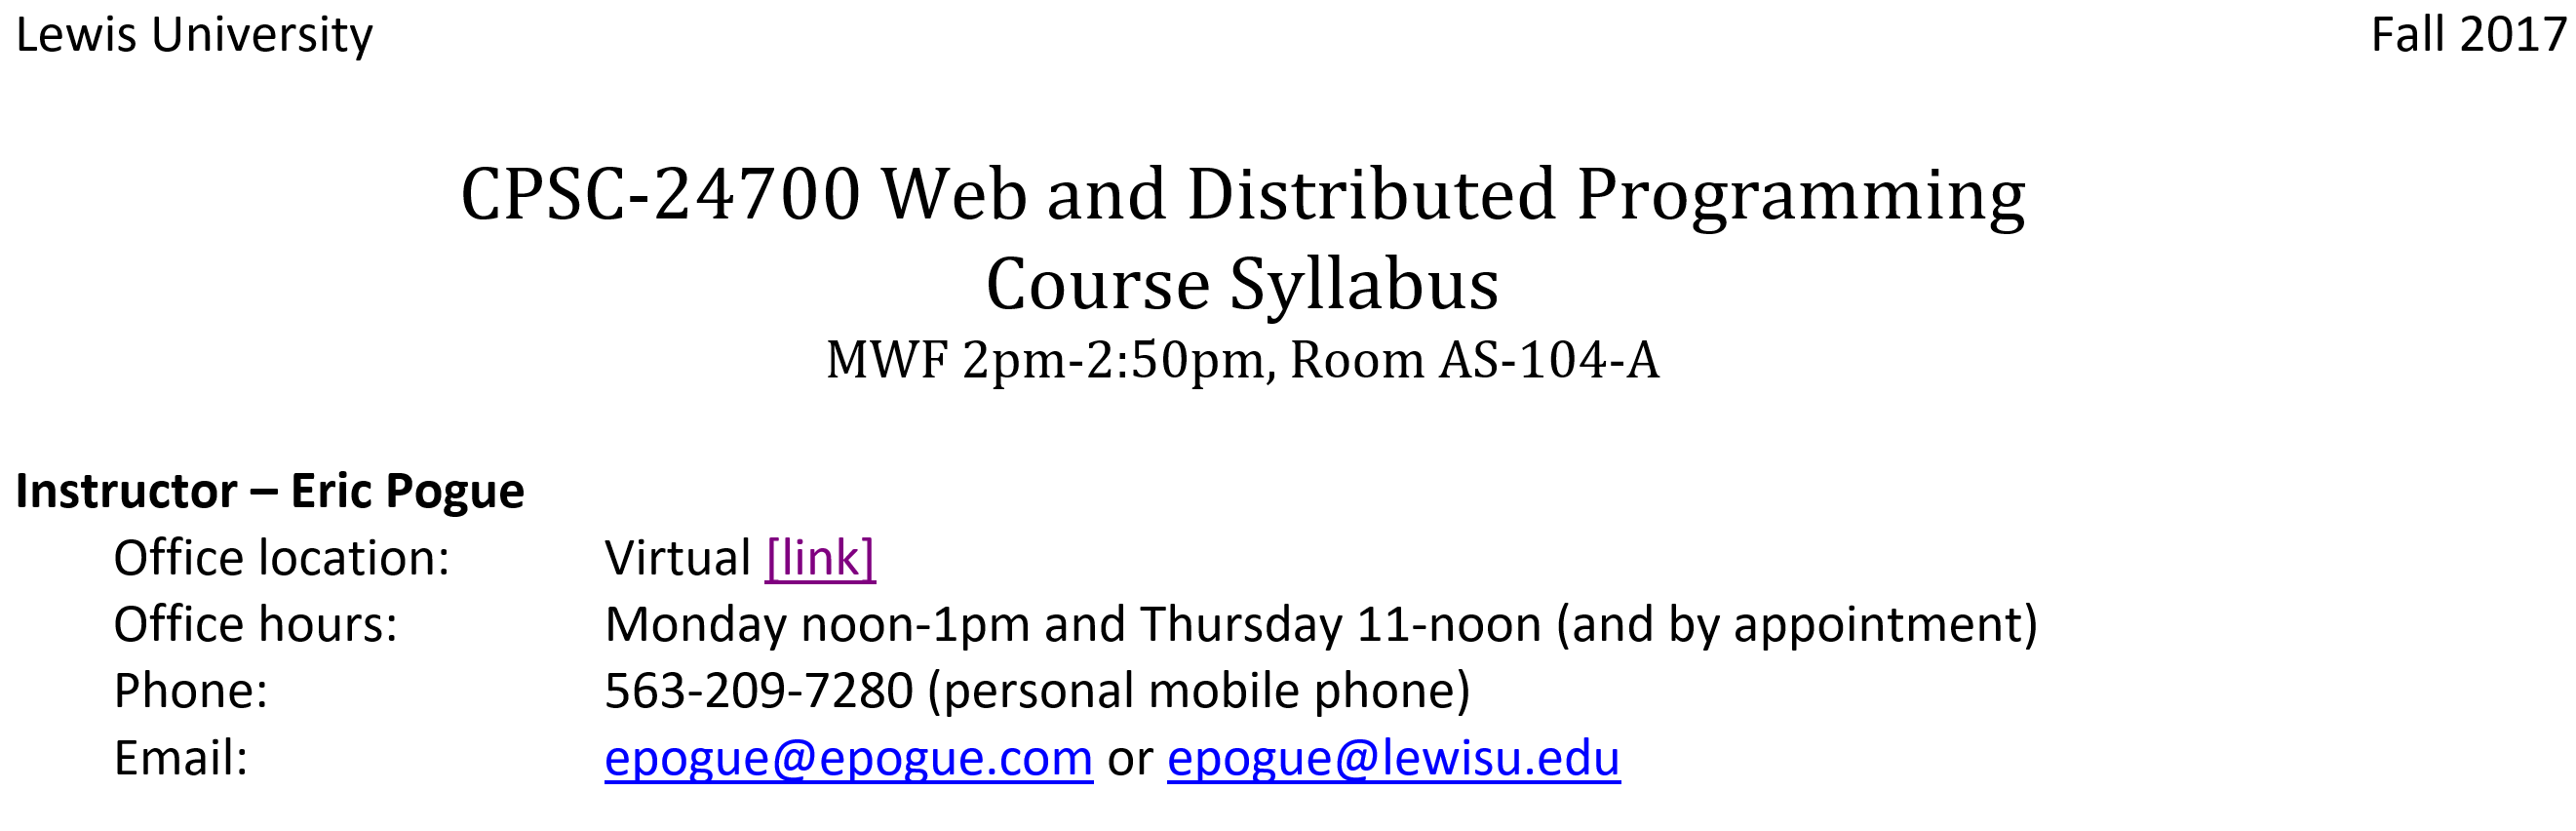 Lewis University Fall 2017
CPSC-24700 Web and Distributed Programming
Course Syllabus
MWF 2pm-2:50pm, Room AS-104-A
Instructor – Eric Pogue
Office location: Virtual [link]
Office hours: Monday noon-1pm and Thursday 11-noon (and by appointment)
Phone: 563-209-7280 (personal mobile phone)
Email: epogue@epogue.com or epogue@lewisu.edu